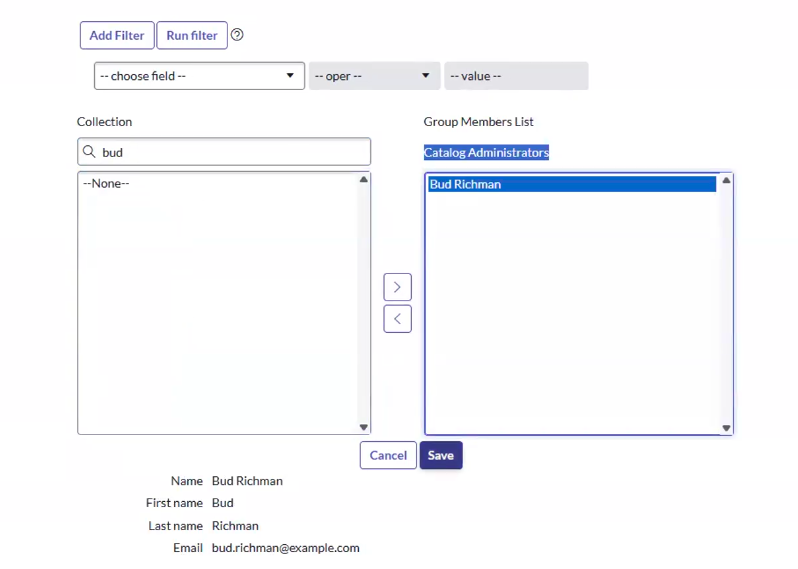 Add Filter Run filter
-- choose field -- -- oper -- -- value --
Collection
bud
--None--
Group Members List
Catalog Administrators
Bud Richman
Cancel Save
Name Bud Richman
First name Bud
Last name Richman
Email bud.richman@example.com